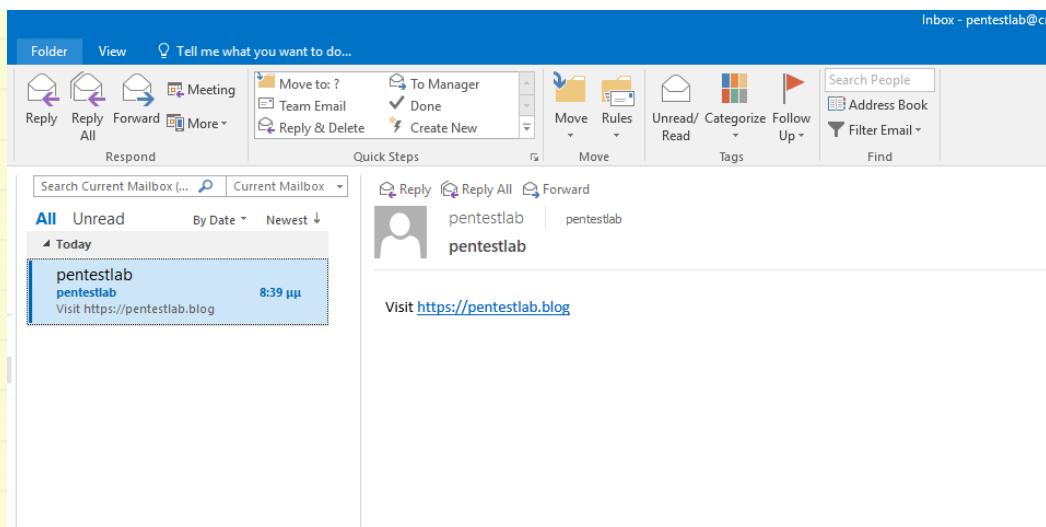 Inbox - pentestlab@c
Folder View Tell me what you want to do...
Reply
Reply All
Forward
Meeting
More
Respond
Move to: ?
Team Email
Reply & Delete
To Manager
Done
Create New
Quick Steps
Move
Rules
Move
Unread/ Read
Categorize
Follow Up
Tags
Search People
Address Book
Filter Email
Find
Search Current Mailbox (... Current Mailbox
All Unread By Date Newest
Today
pentestlab
pentestlab 8:39 μμ
Visit https://pentestlab.blog
Reply Reply All Forward
pentestlab pentestlab
pentestlab
Visit https://pentestlab.blog